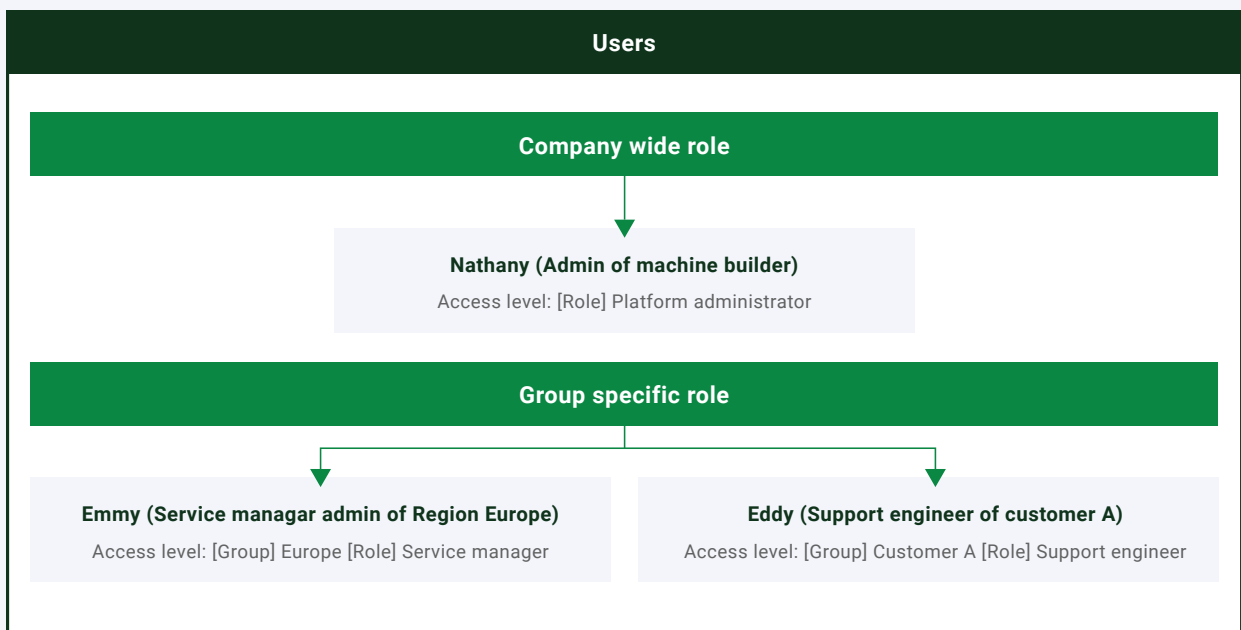 Users
Company wide role
Nathany (Admin of machine builder)
Access level: [Role] Platform administrator
Group specific role
Emmy (Service managar admin of Region Europe)
Access level: [Group] Europe [Role] Service manager
Eddy (Support engineer of customer A)
Access level: [Group] Customer A [Role] Support engineer